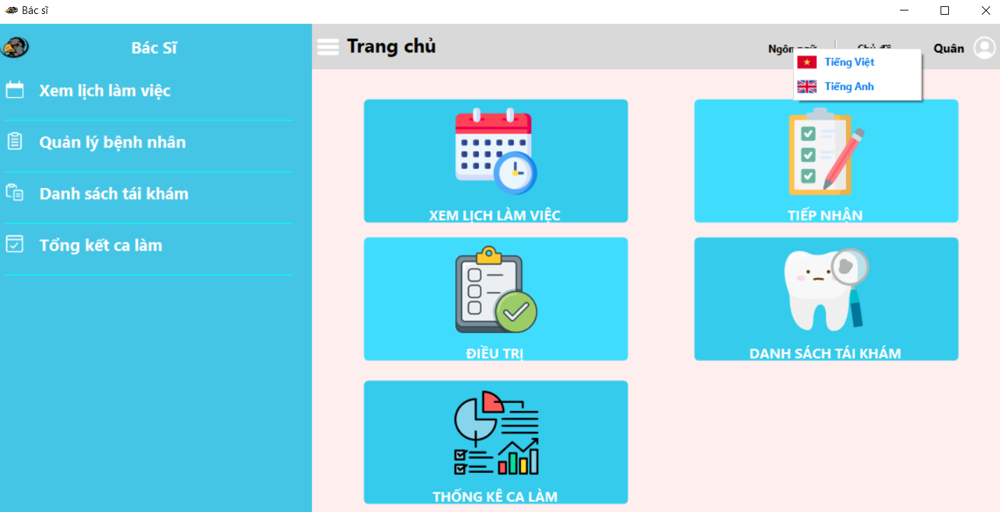 Bác sĩ
Bác Sĩ
Xem lịch làm việc
Quản lý bệnh nhân
Danh sách tái khám
Tổng kết ca làm
Trang chủ
Ngôn ngữ
Chủ đề
Quân
Tiếng Việt
Tiếng Anh
XEM LỊCH LÀM VIỆC
TIẾP NHẬN
ĐIỀU TRỊ
DANH SÁCH TÁI KHÁM
THỐNG KÊ CA LÀM